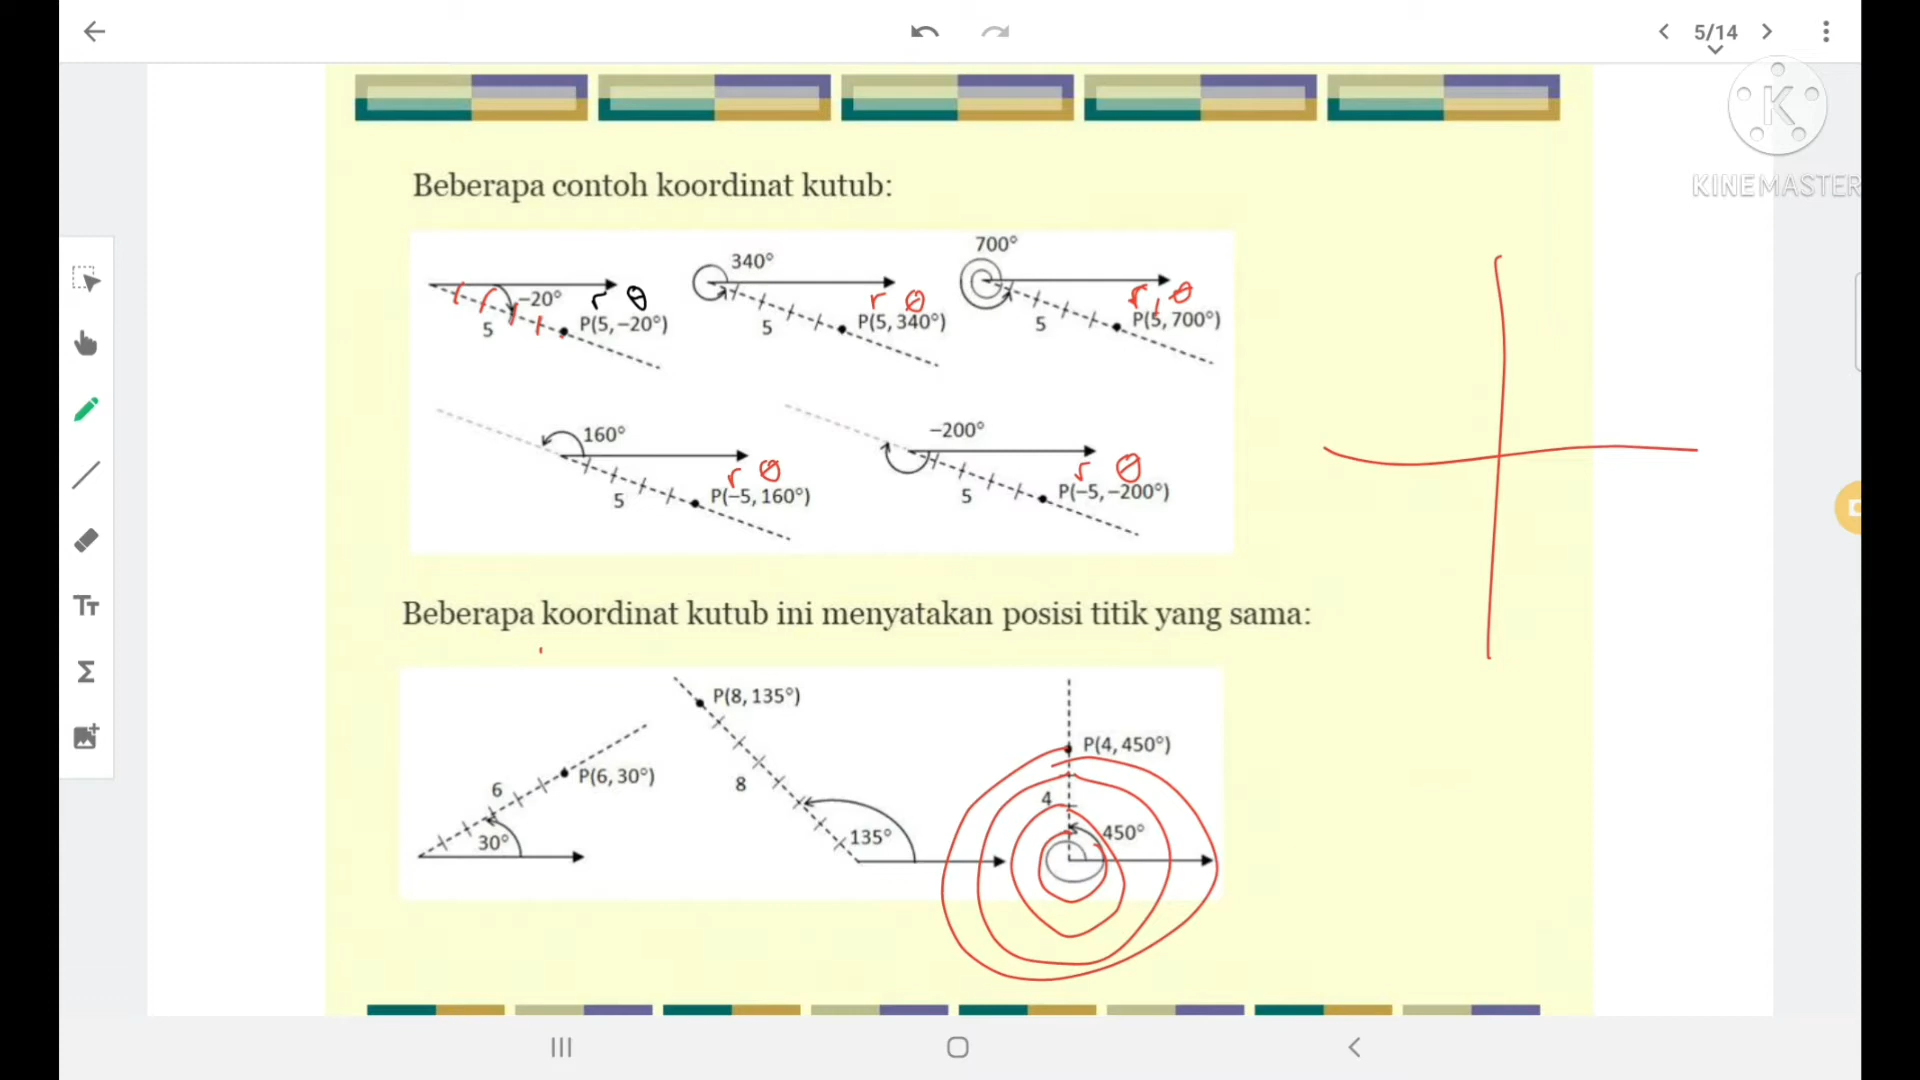 5/14
K
KINEMASTER
Beberapa contoh koordinat kutub:
−20°
5
r θ
P(5,−20°)
340°
5
r θ
P(5, 340°)
700°
5
r, θ
P(5, 700°)
160°
5
r θ
P(−5, 160°)
−200°
5
r θ
P(−5, −200°)
Beberapa koordinat kutub ini menyatakan posisi titik yang sama:
6
30°
P(6, 30°)
P(8, 135°)
8
135°
P(4, 450°)
4
450°
TT
Σ